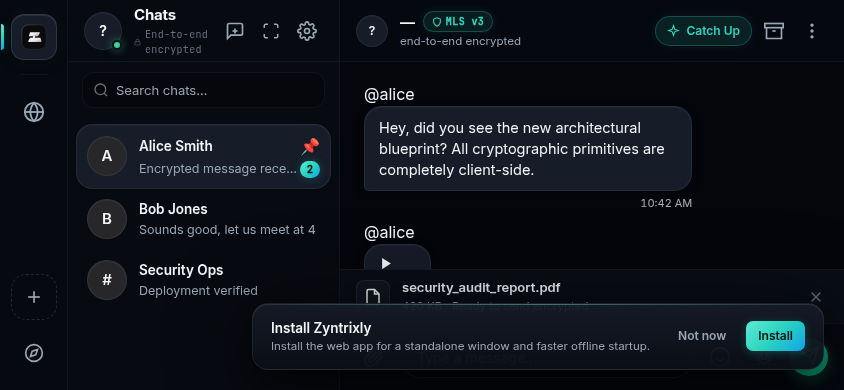 Chats
End-to-end
encrypted
?
Search chats...
A
Alice Smith
Encrypted message rece...
2
B
Bob Jones
Sounds good, let us meet at 4
#
Security Ops
Deployment verified
?
—
MLS v3
end-to-end encrypted
Catch Up
@alice
Hey, did you see the new architectural
blueprint? All cryptographic primitives are
completely client-side.
10:42 AM
@alice
security_audit_report.pdf
Install Zyntrixly
Install the web app for a standalone window and faster offline startup.
Not now
Install